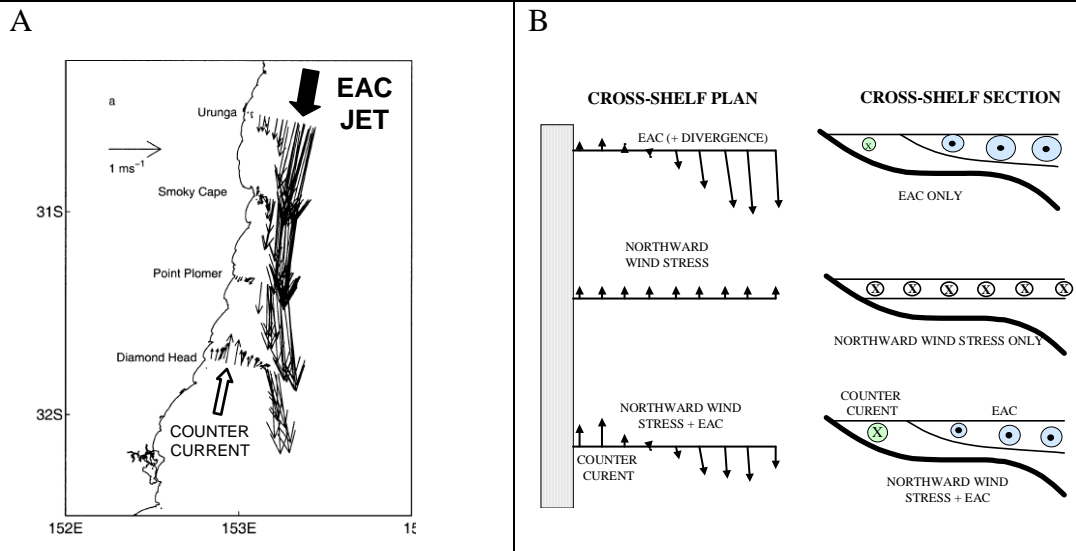 A
EAC
JET
a
Urunga
1 ms⁻¹
Smoky Cape
31S
Point Plomer
Diamond Head
32S
COUNTER
CURRENT
152E
153E
15
B
CROSS-SHELF PLAN
EAC (+ DIVERGENCE)
NORTHWARD
WIND STRESS
NORTHWARD WIND
STRESS + EAC
COUNTER
CURENT
CROSS-SHELF SECTION
x
EAC ONLY
X X X X X X
NORTHWARD WIND STRESS ONLY
COUNTER
CURENT
EAC
X
NORTHWARD WIND
STRESS + EAC